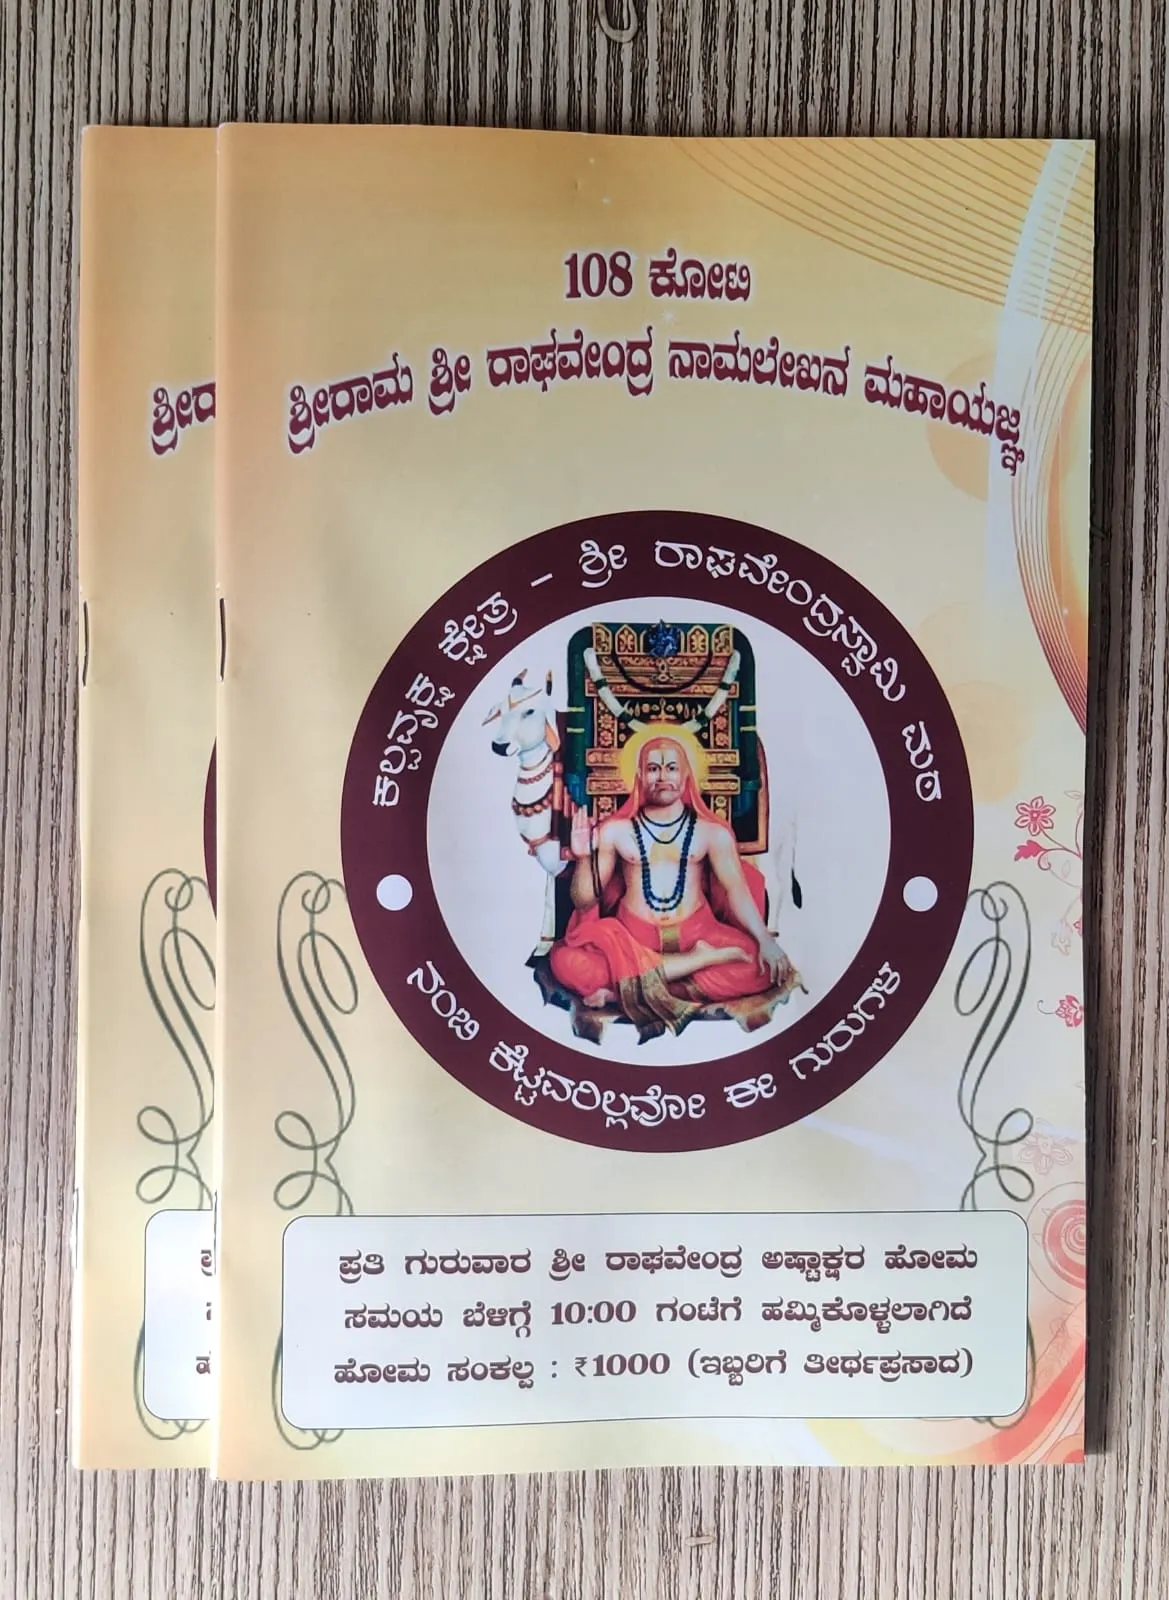 108 ಕೋಟಿ
ಶ್ರೀರಾಮ ಶ್ರೀ ರಾಘವೇಂದ್ರ ನಾಮಲೇಖನ ಮಹಾಯಜ್ಞ
ಕಲ್ಪವೃಕ್ಷ ಕ್ಷೇತ್ರ - ಶ್ರೀ ರಾಘವೇಂದ್ರಸ್ವಾಮಿ ಮಠ
ನಂಬಿ ಕೆಟ್ಟವರಿಲ್ಲವೋ ಈ ಗುರುಗಳ
ಪ್ರತಿ ಗುರುವಾರ ಶ್ರೀ ರಾಘವೇಂದ್ರ ಅಷ್ಟಾಕ್ಷರ ಹೋಮ
ಸಮಯ ಬೆಳಿಗ್ಗೆ 10:00 ಗಂಟೆಗೆ ಹಮ್ಮಿಕೊಳ್ಳಲಾಗಿದೆ
ಹೋಮ ಸಂಕಲ್ಪ : ₹1000 (ಇಬ್ಬರಿಗೆ ತೀರ್ಥಪ್ರಸಾದ)